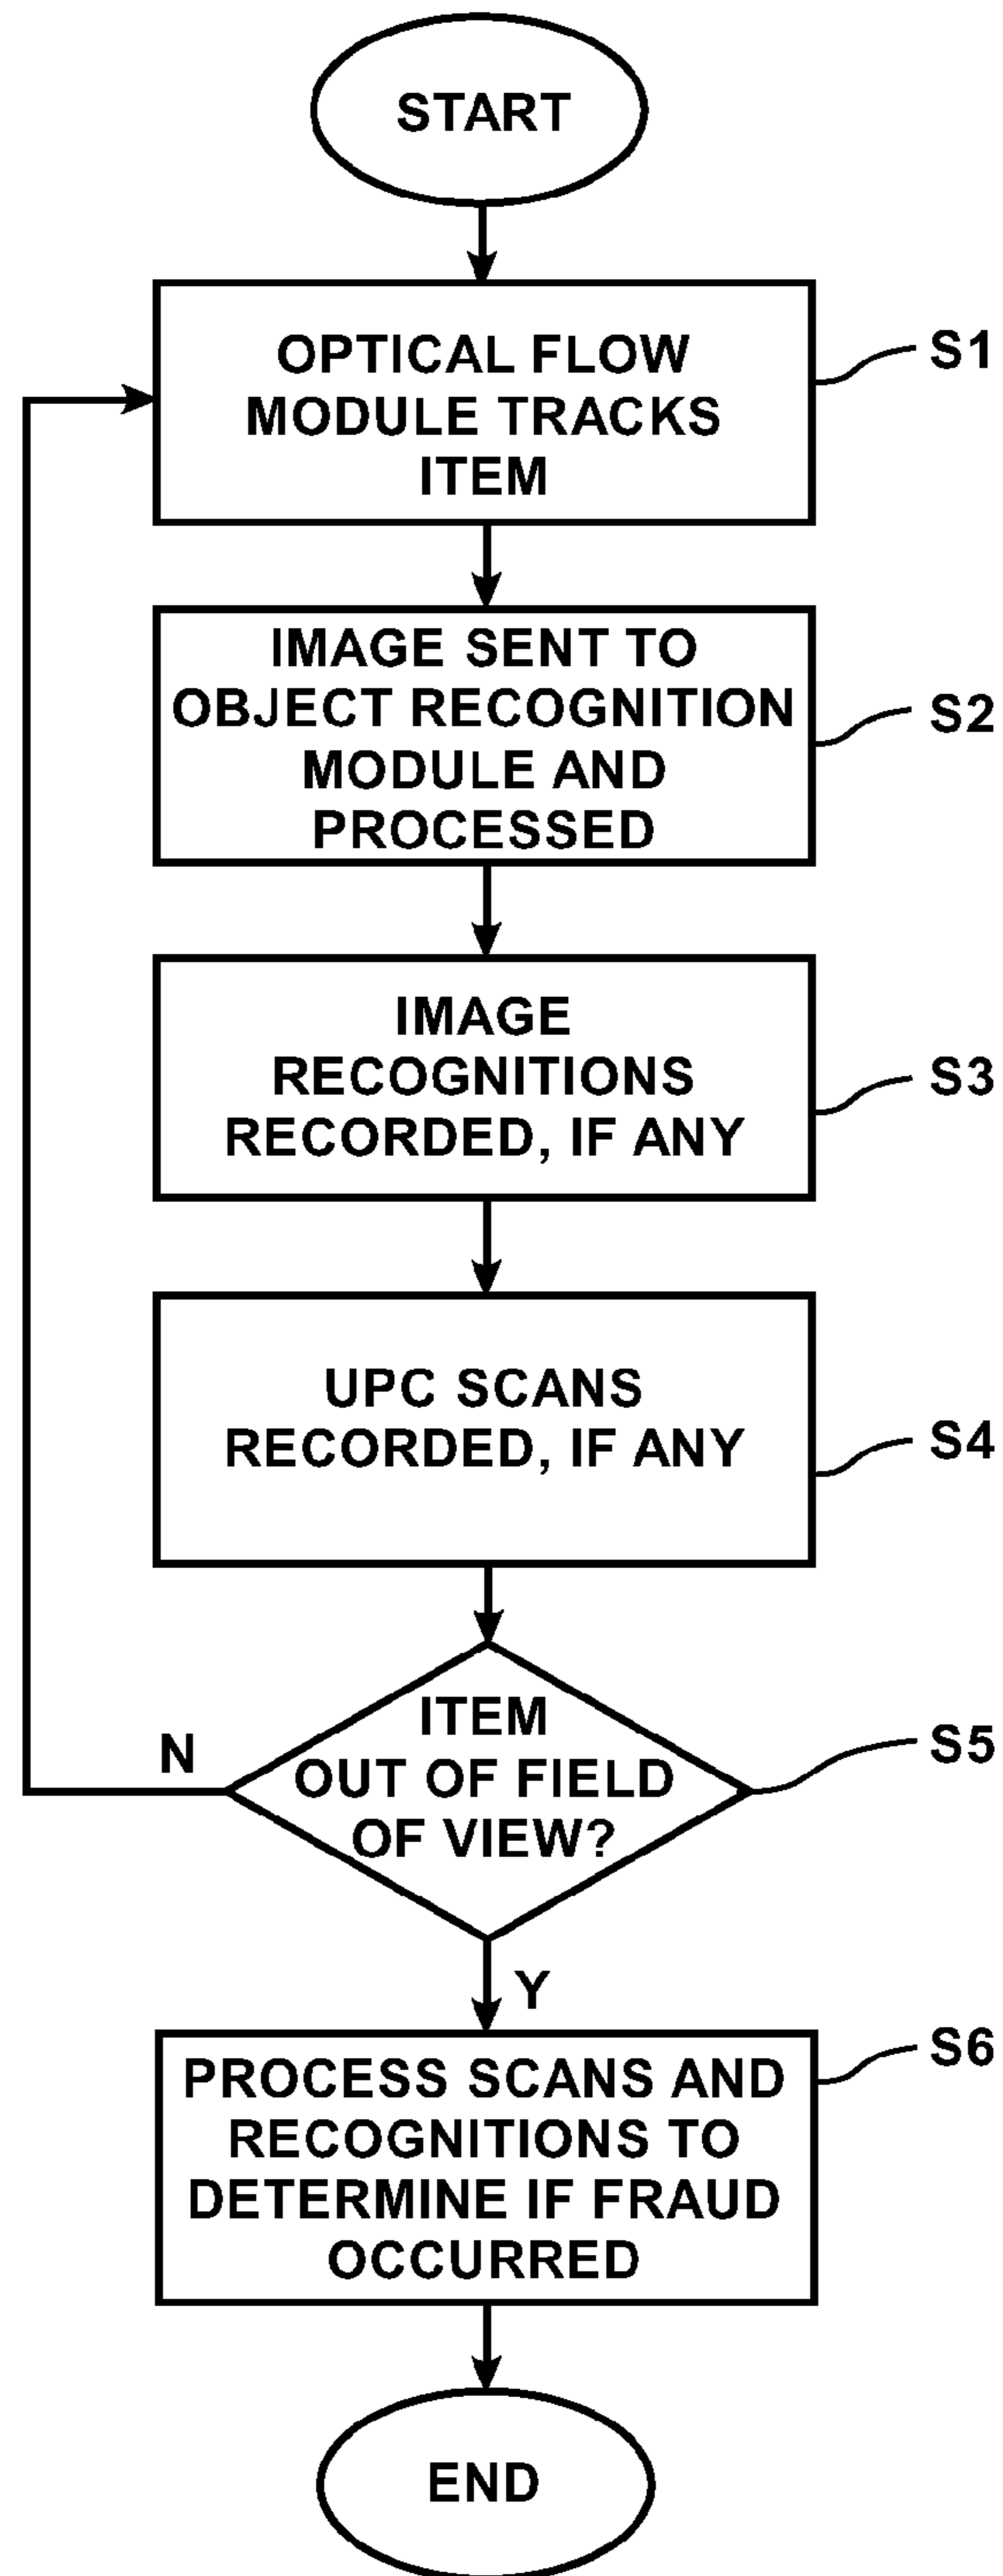 START
OPTICAL FLOW
MODULE TRACKS
ITEM
S1
IMAGE SENT TO
OBJECT RECOGNITION
MODULE AND
PROCESSED
S2
IMAGE
RECOGNITIONS
RECORDED, IF ANY
S3
UPC SCANS
RECORDED, IF ANY
S4
ITEM
OUT OF FIELD
OF VIEW?
S5
N
Y
PROCESS SCANS AND
RECOGNITIONS TO
DETERMINE IF FRAUD
OCCURRED
S6
END